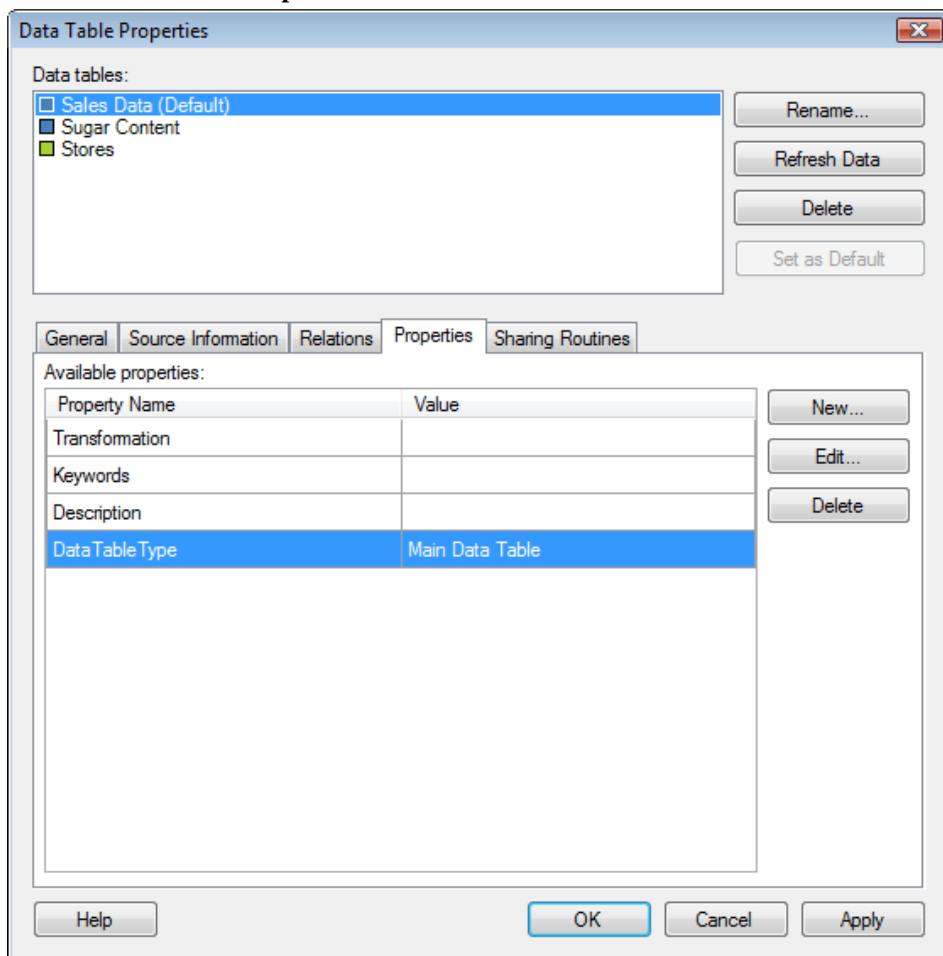 Data Table Properties
Data tables:
Sales Data (Default)
Sugar Content
Stores
Rename...
Refresh Data
Delete
Set as Default
General Source Information Relations Properties Sharing Routines
Available properties:
Property Name Value
Transformation
Keywords
Description
DataTableType Main Data Table
New...
Edit...
Delete
Help OK Cancel Apply